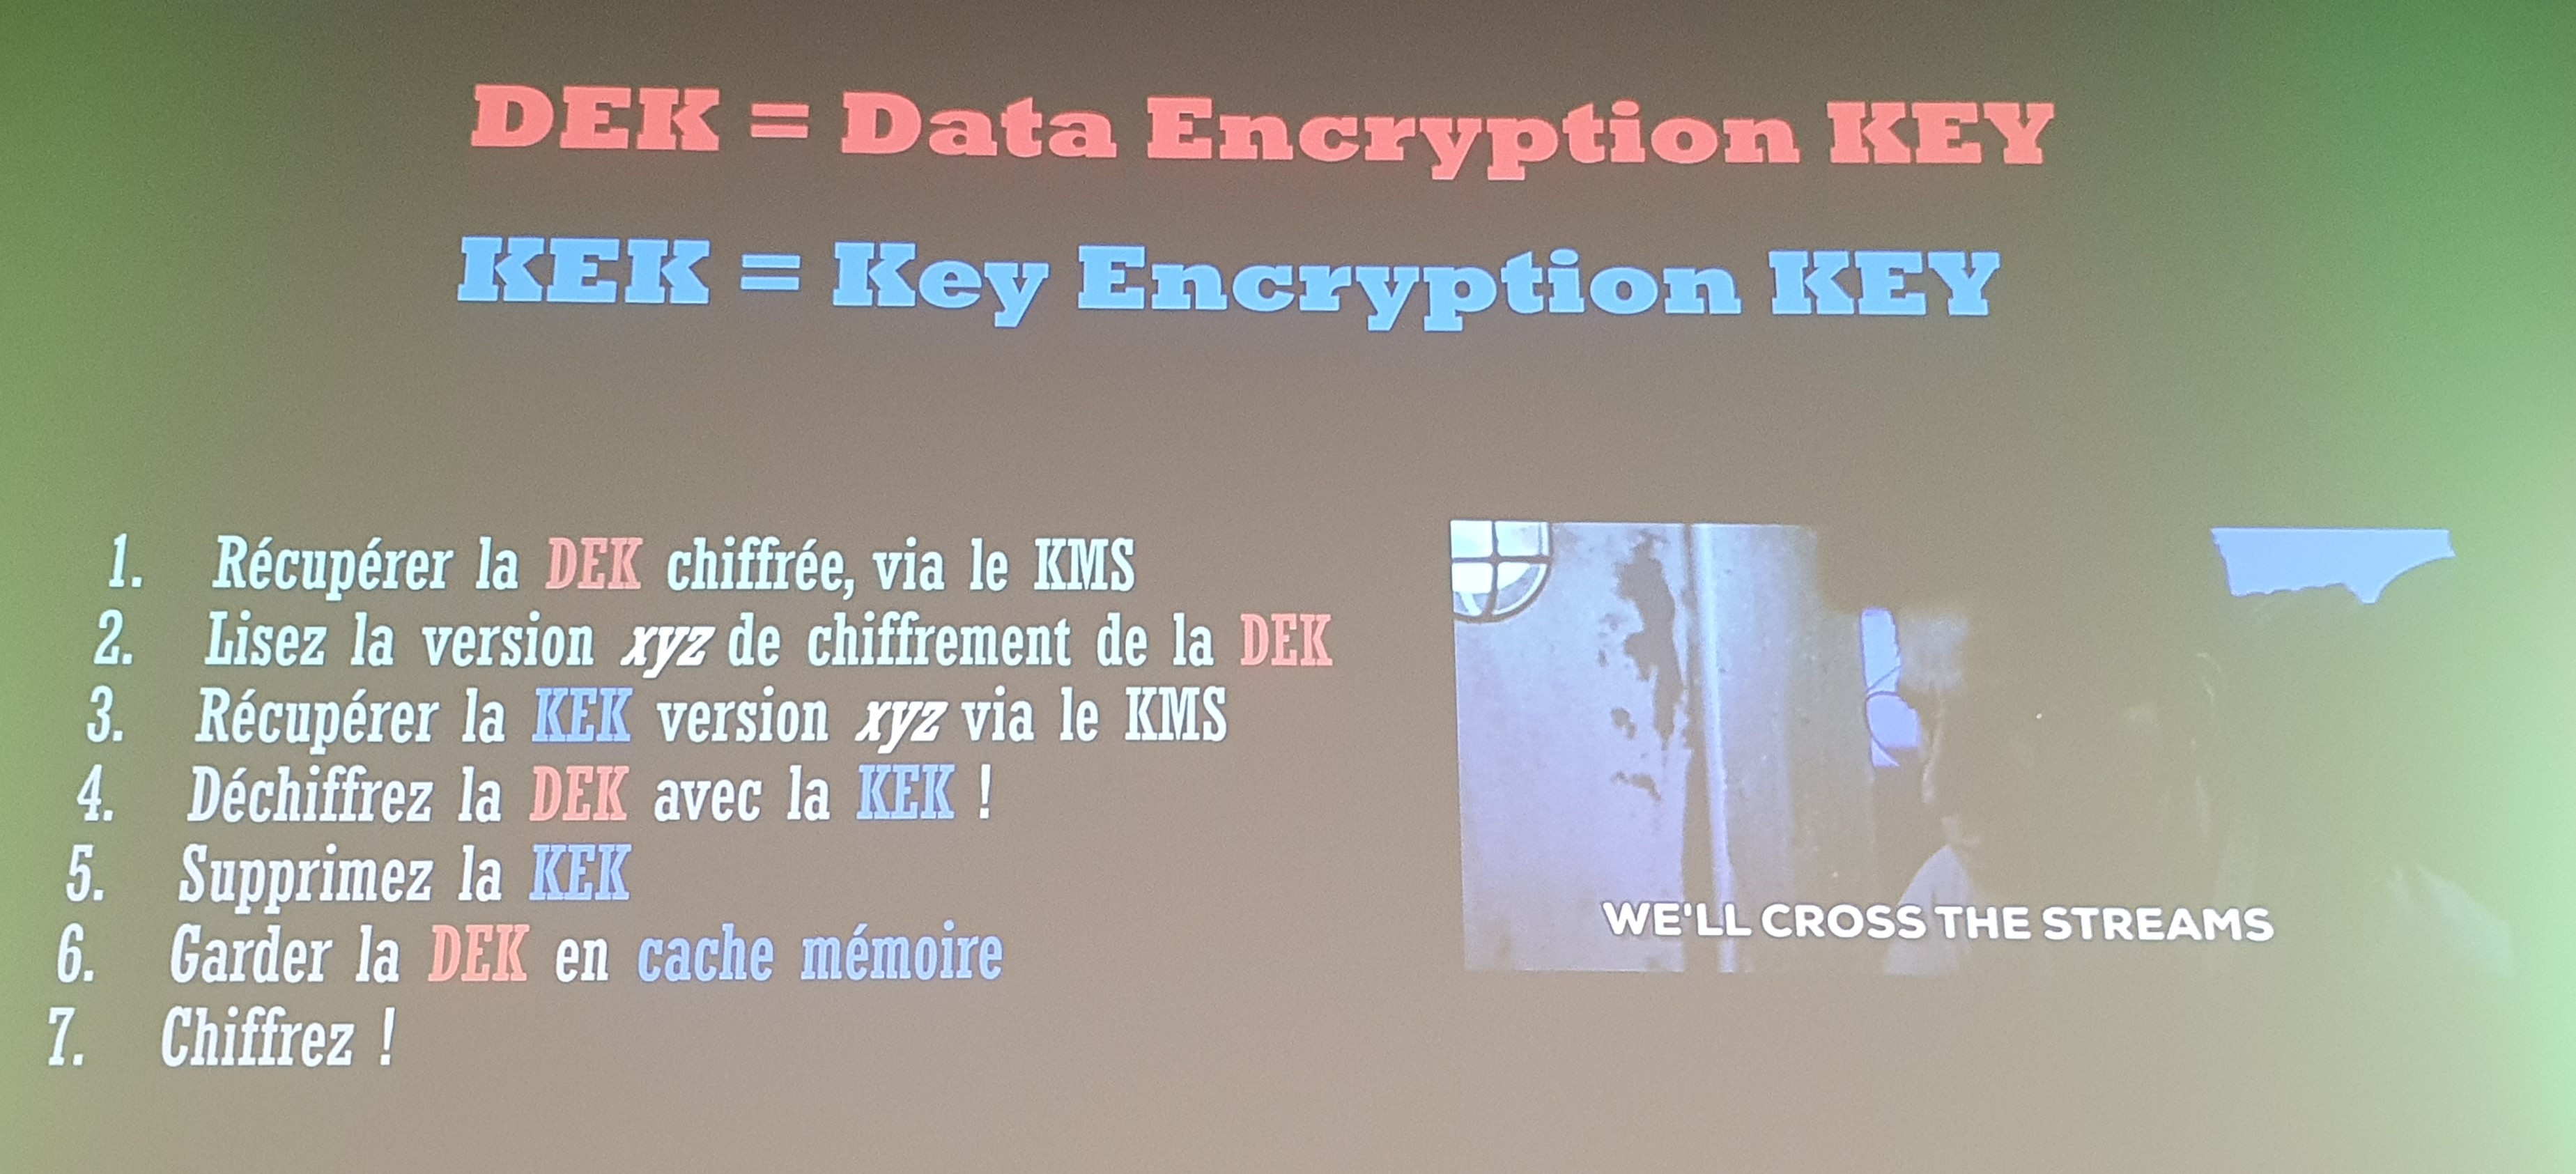 DEK = Data Encryption KEY
KEK = Key Encryption KEY
1. Récupérer la DEK chiffrée, via le KMS
2. Lisez la version xyz de chiffrement de la DEK
3. Récupérer la KEK version xyz via le KMS
4. Déchiffrez la DEK avec la KEK !
5. Supprimez la KEK
6. Garder la DEK en cache mémoire
7. Chiffrez !
WE'LL CROSS THE STREAMS